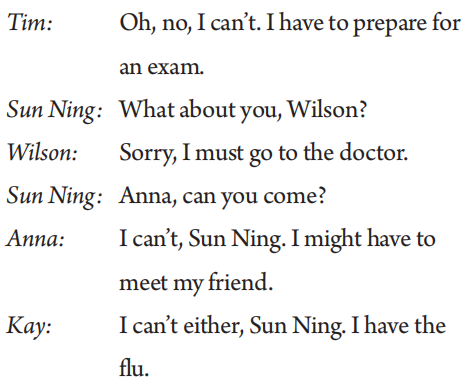 Tim: Oh, no, I can't. I have to prepare for
an exam.
Sun Ning: What about you, Wilson?
Wilson: Sorry, I must go to the doctor.
Sun Ning: Anna, can you come?
Anna: I can't, Sun Ning. I might have to
meet my friend.
Kay: I can't either, Sun Ning. I have the
flu.